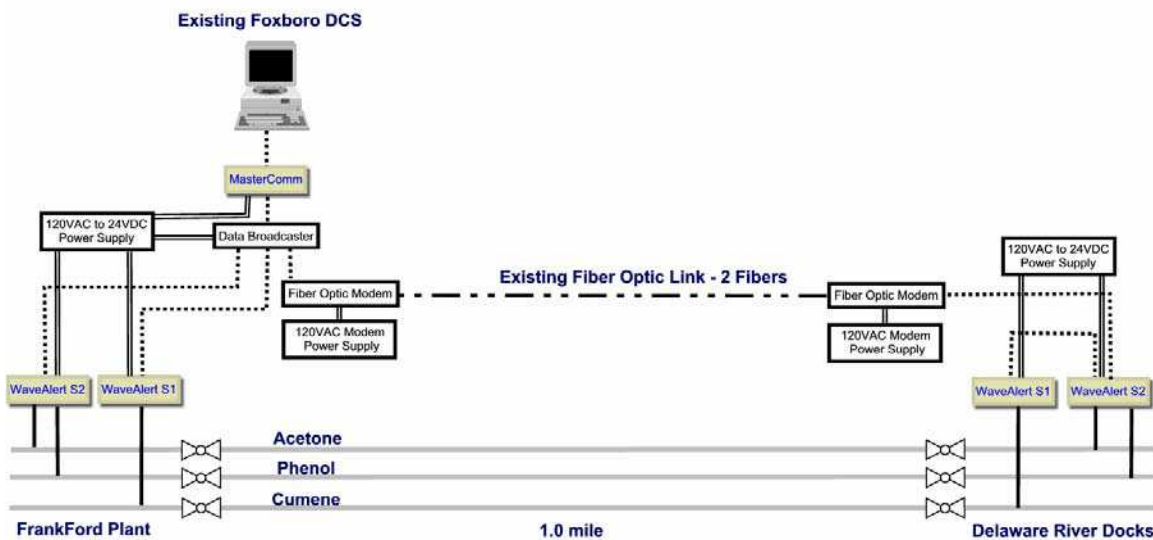 Existing Foxboro DCS
MasterComm
120VAC to 24VDC
Power Supply
Data Broadcaster
120VAC to 24VDC
Power Supply
Existing Fiber Optic Link - 2 Fibers
Fiber Optic Modem
Fiber Optic Modem
120VAC Modem
Power Supply
120VAC Modem
Power Supply
WaveAlert S2
WaveAlert S1
WaveAlert S1
WaveAlert S2
Acetone
Phenol
Cumene
FrankFord Plant
1.0 mile
Delaware River Docks